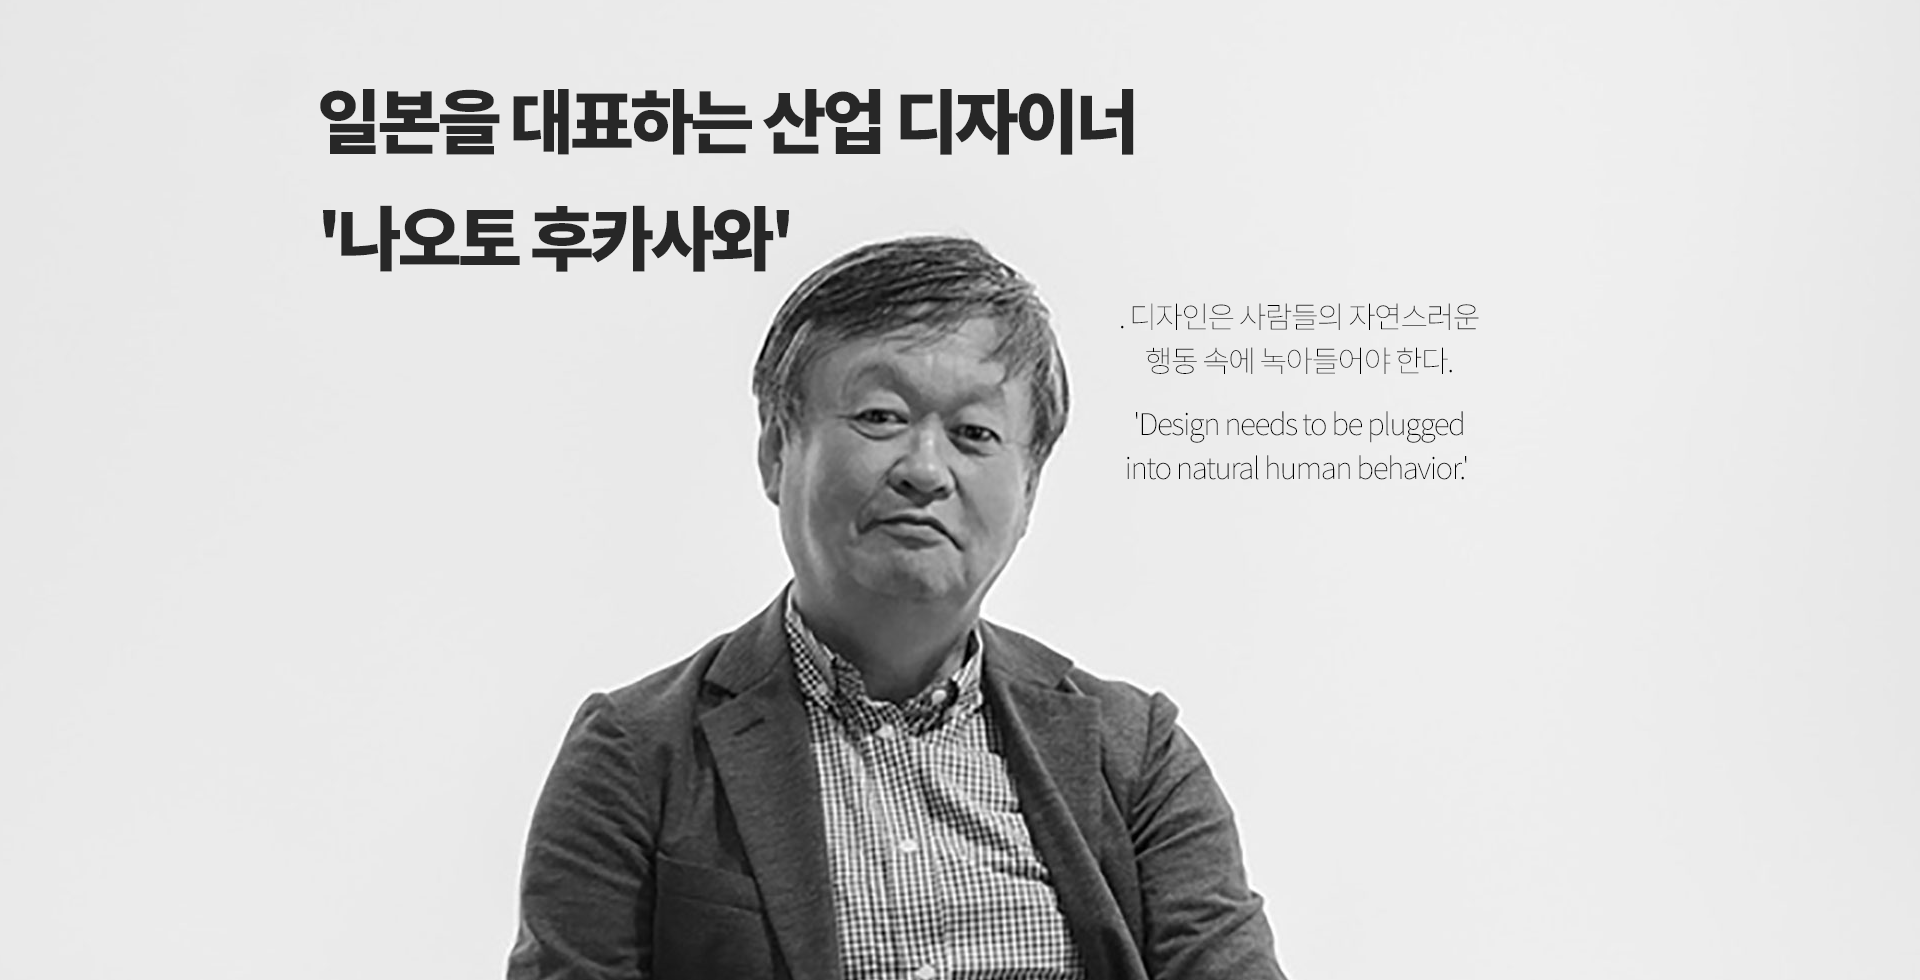 일본을 대표하는 산업 디자이너
'나오토 후카사와'
. 디자인은 사람들의 자연스러운
행동 속에 녹아들어야 한다.
'Design needs to be plugged
into natural human behavior.'